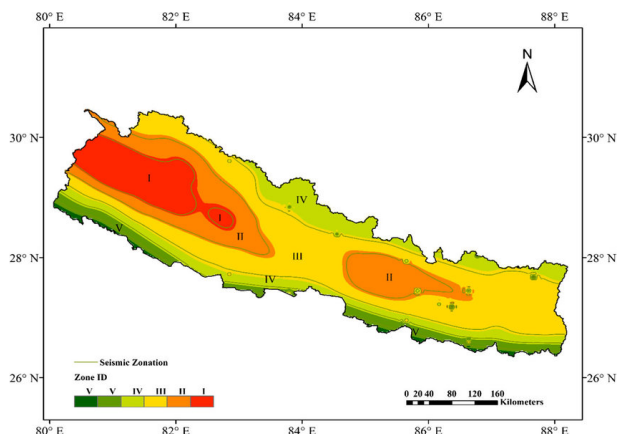 80° E 82° E 84° E 86° E 88° E
N
30° N 30° N
I
IV
I
V
II
III
28° N 28° N
IV
II
V
Seismic Zonation
Zone ID
26° N 26° N
V V IV III II I
0 20 40 80 120 160
Kilometers
80° E 82° E 84° E 86° E 88° E